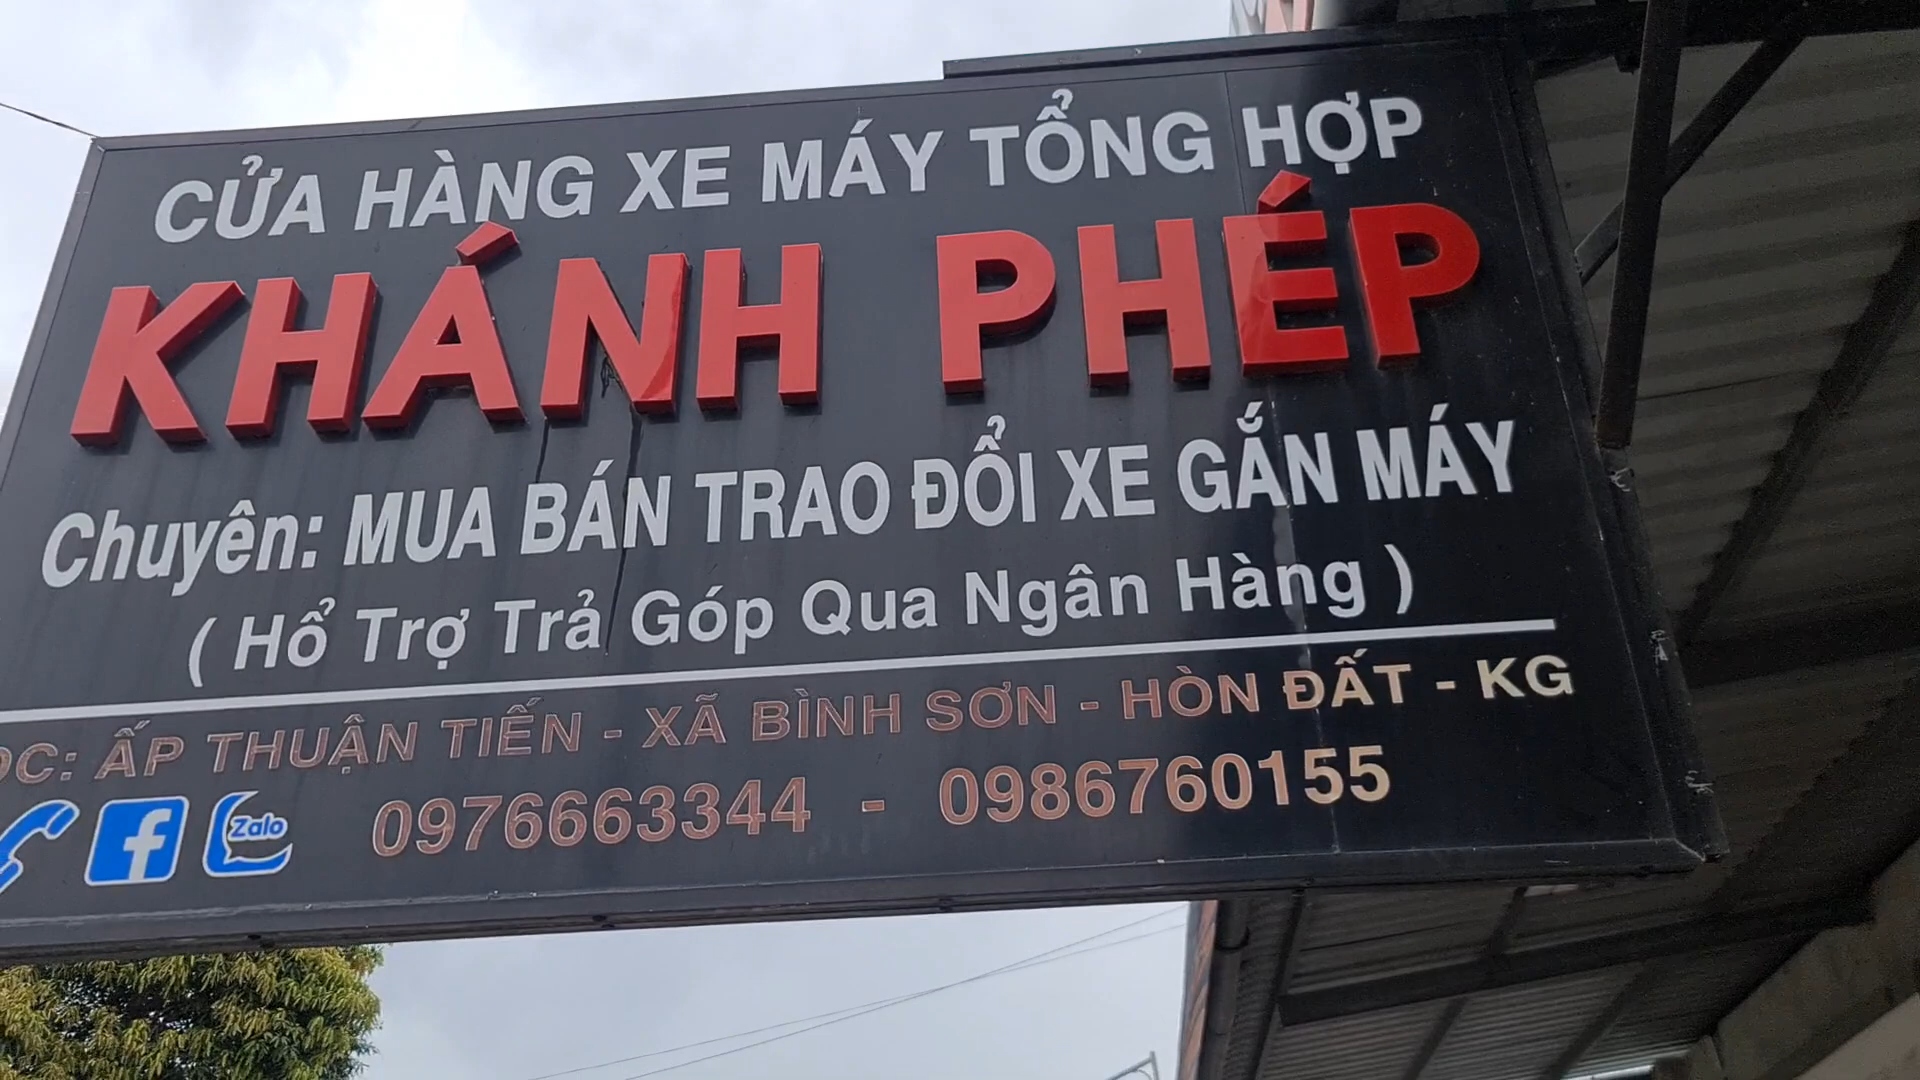 CỬA HÀNG XE MÁY TỔNG HỢP
KHÁNH PHÉP
Chuyên: MUA BÁN TRAO ĐỔI XE GẮN MÁY
( Hổ Trợ Trả Góp Qua Ngân Hàng )
ĐC: ẤP THUẬN TIẾN - XÃ BÌNH SƠN - HÒN ĐẤT - KG
f Zalo 0976663344 - 0986760155